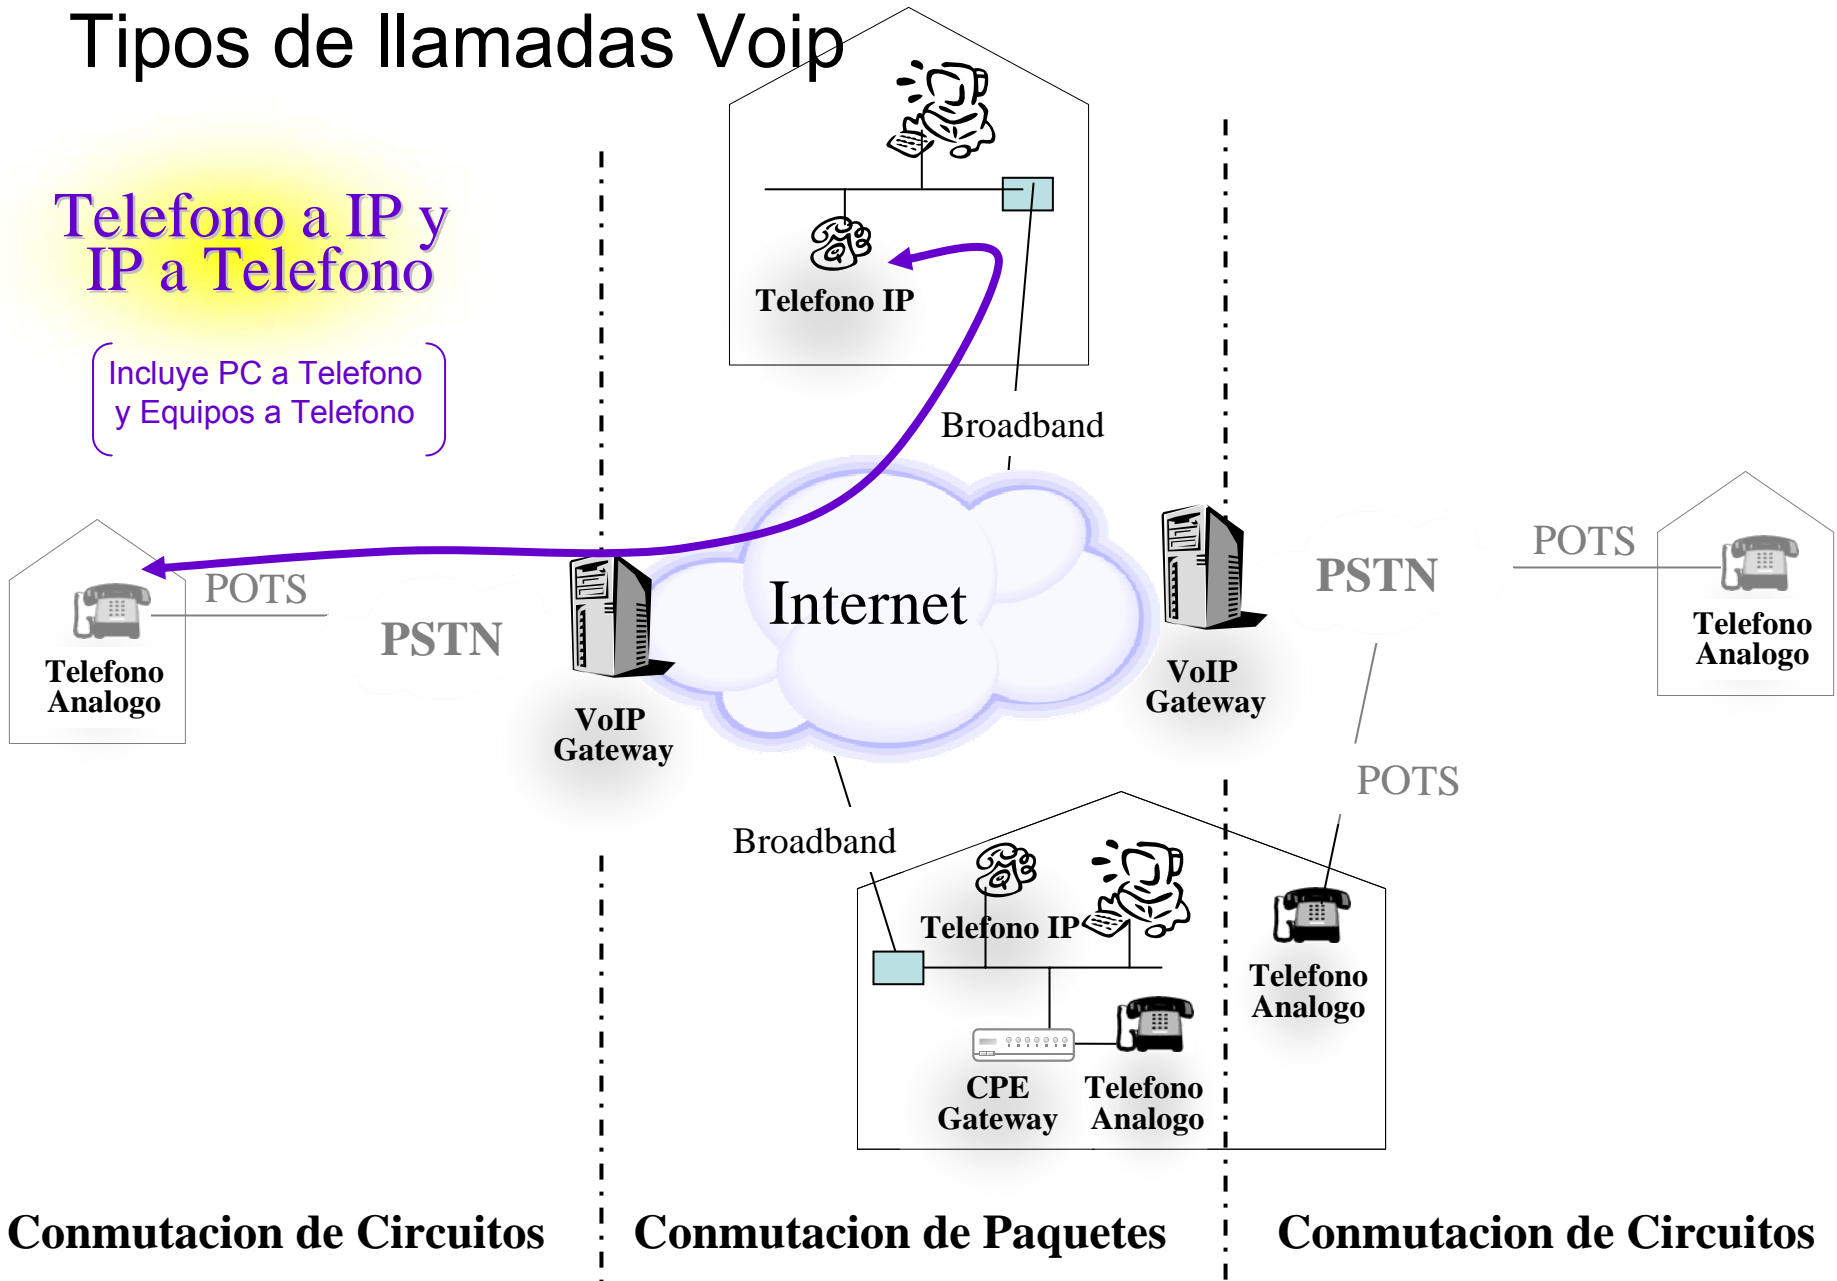 Tipos de llamadas Voip
Telefono a IP y
IP a Telefono
Incluye PC a Telefono
y Equipos a Telefono
Telefono IP
Broadband
POTS
PSTN
Telefono
Analogo
VoIP
Gateway
Internet
VoIP
Gateway
PSTN
POTS
Telefono
Analogo
POTS
Broadband
Telefono IP
CPE
Gateway
Telefono
Analogo
Telefono
Analogo
Conmutacion de Circuitos
Conmutacion de Paquetes
Conmutacion de Circuitos